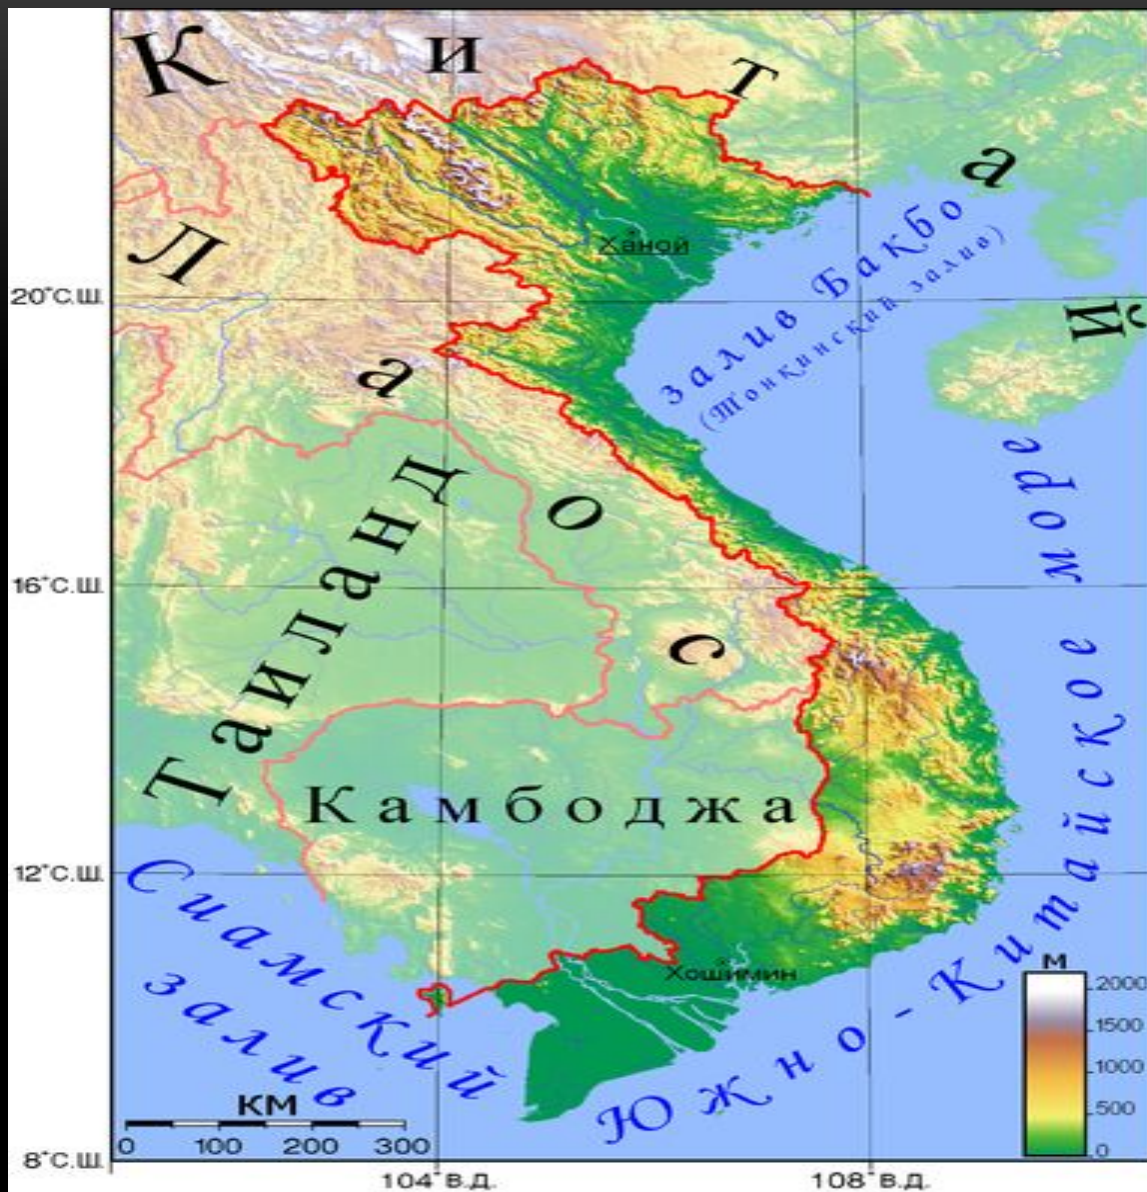 Китай
Ханой
залив Бакбо
(Тонкинский залив)
20°С.Ш.
Лаос
Таиланд
16°С.Ш.
Камбоджа
12°С.Ш.
Сиамский
залив
Хошимин
Южно-Китайское море
М
2000
1500
1000
500
0
КМ
0 100 200 300
8°С.Ш.
104° В.Д.
108° В.Д.